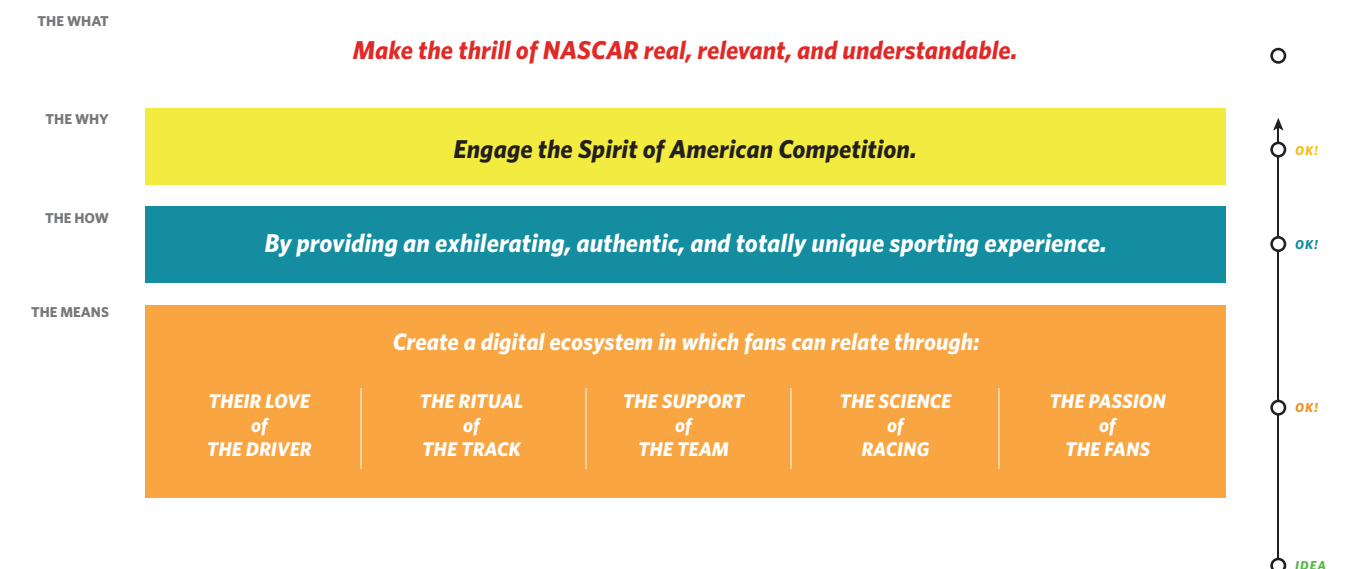 THE WHAT
Make the thrill of NASCAR real, relevant, and understandable.
THE WHY
Engage the Spirit of American Competition.
OK!
THE HOW
By providing an exhilerating, authentic, and totally unique sporting experience.
OK!
THE MEANS
Create a digital ecosystem in which fans can relate through:
THEIR LOVE
of
THE DRIVER
THE RITUAL
of
THE TRACK
THE SUPPORT
of
THE TEAM
THE SCIENCE
of
RACING
THE PASSION
of
THE FANS
OK!
IDEA